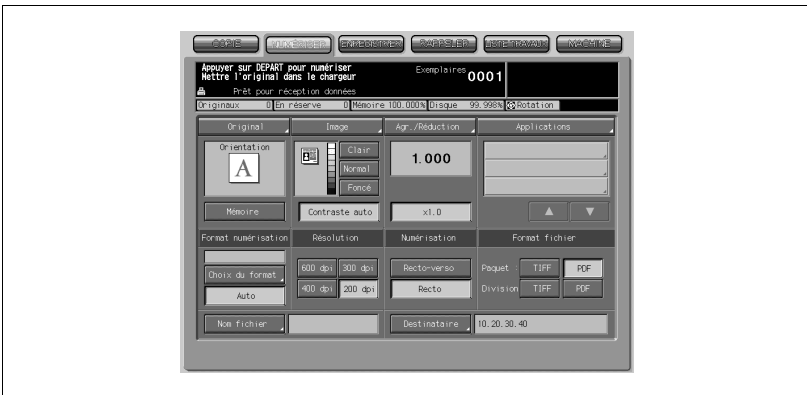 COPIE NUMÉRISER ENREGISTRER RAPPELER LISTE TRAVAUX MACHINE
Appuyer sur DEPART pour numériser
Mettre l'original dans le chargeur
Exemplaires 0001
Prêt pour réception données
Originaux 0 En réserve 0 Mémoire 100.000% Disque 99.998% Rotation
Original Image Agr./Réduction Applications
Orientation
A
Clair
Normal
Foncé
1.000
Mémoire Contraste auto x1.0
Format numérisation Résolution Numérisation Format fichier
Choix du format
Auto
600 dpi 300 dpi
400 dpi 200 dpi
Recto-verso
Recto
Paquet : TIFF PDF
Division TIFF PDF
Nom fichier Destinataire 10.20.30.40